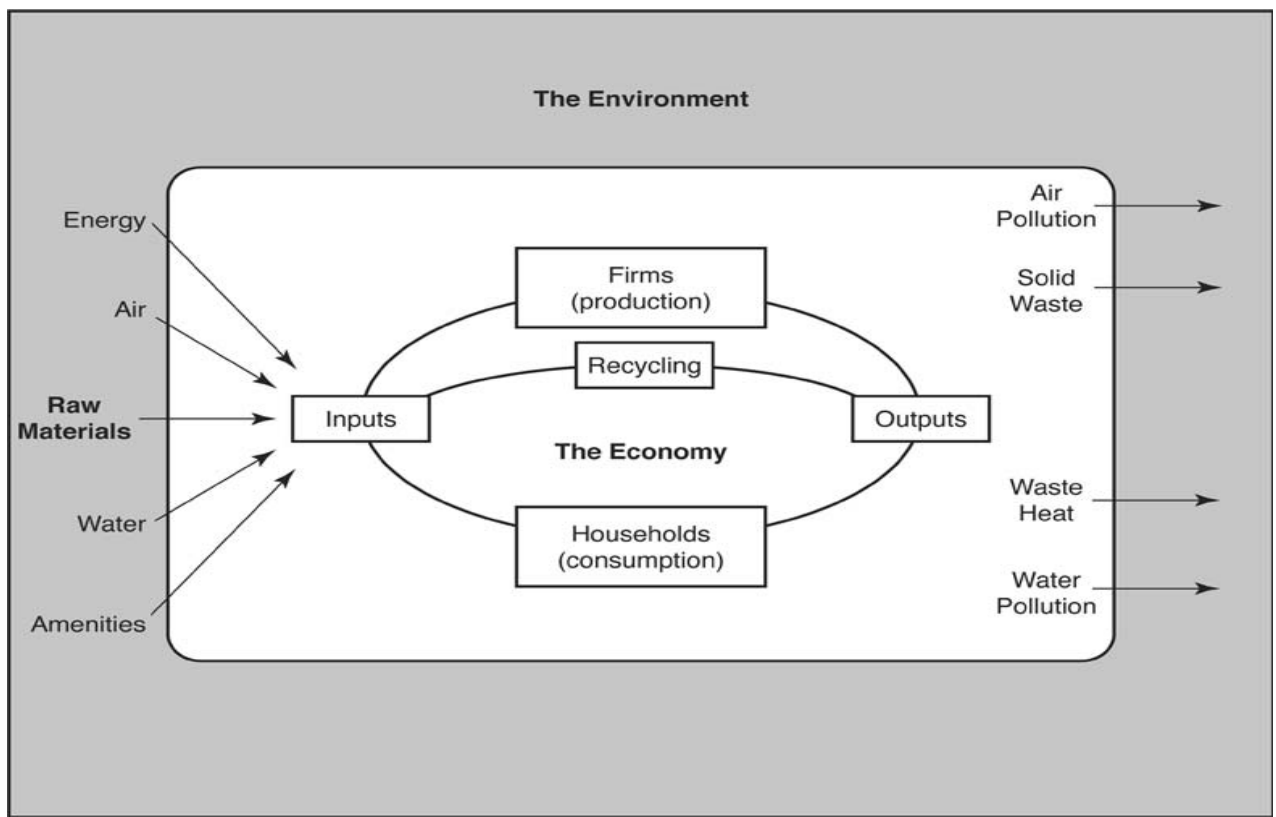 The Environment
Energy
Air
Raw
Materials
Water
Amenities
Inputs
Firms
(production)
Recycling
The Economy
Households
(consumption)
Outputs
Air
Pollution
Solid
Waste
Waste
Heat
Water
Pollution